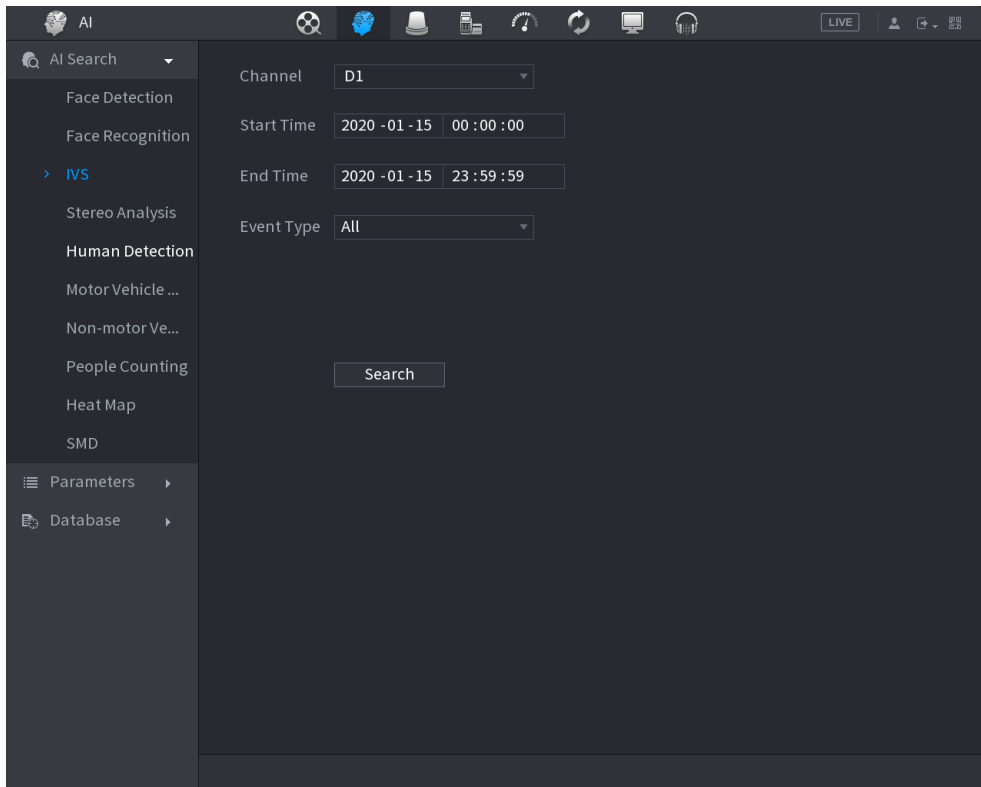 AI
LIVE
AI Search
Face Detection
Face Recognition
IVS
Stereo Analysis
Human Detection
Motor Vehicle ...
Non-motor Ve...
People Counting
Heat Map
SMD
Parameters
Database
Channel D1
Start Time 2020 -01 -15 00 : 00 : 00
End Time 2020 -01 -15 23 : 59 : 59
Event Type All
Search